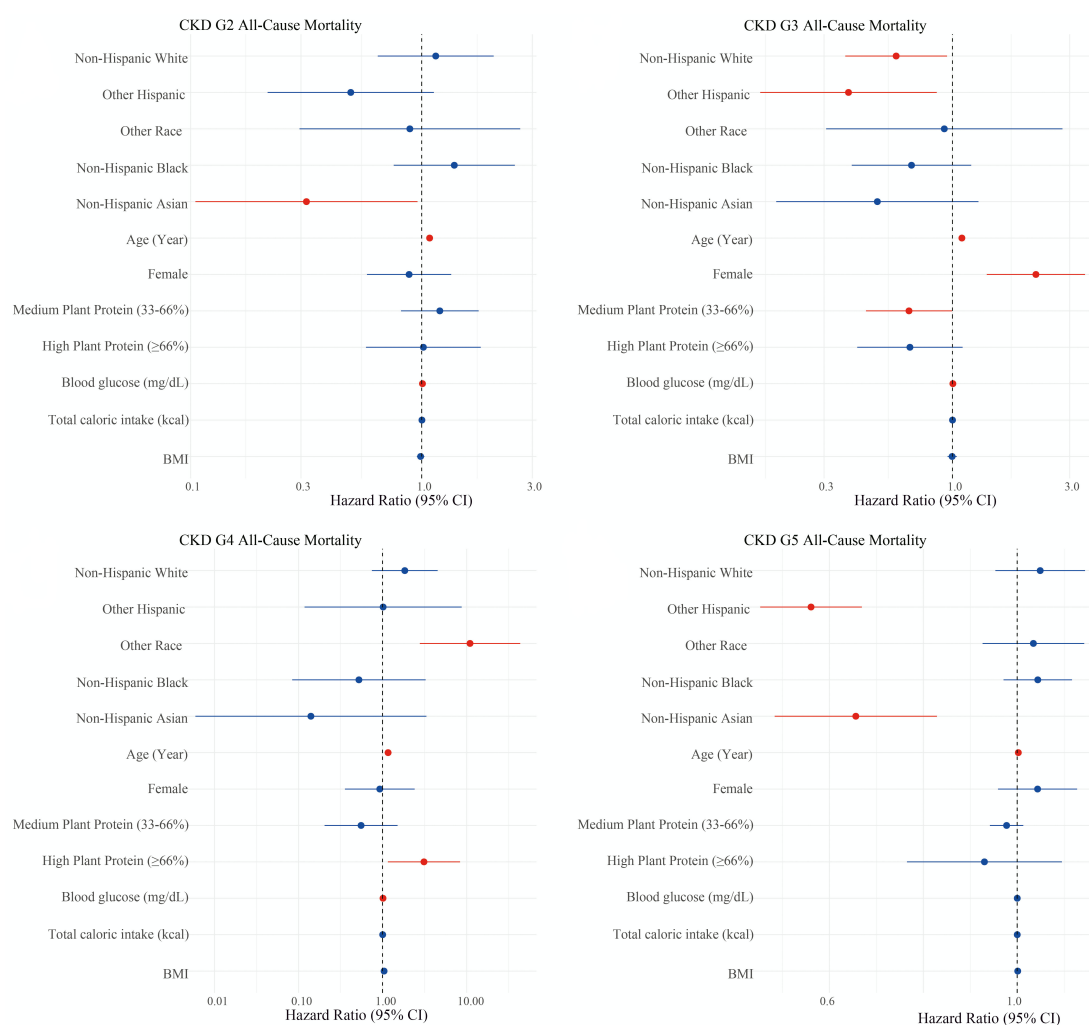 CKD G2 All-Cause Mortality
Non-Hispanic White
Other Hispanic
Other Race
Non-Hispanic Black
Non-Hispanic Asian
Age (Year)
Female
Medium Plant Protein (33-66%)
High Plant Protein (≥66%)
Blood glucose (mg/dL)
Total caloric intake (kcal)
BMI
0.1 0.3 1.0 3.0
Hazard Ratio (95% CI)
CKD G3 All-Cause Mortality
Non-Hispanic White
Other Hispanic
Other Race
Non-Hispanic Black
Non-Hispanic Asian
Age (Year)
Female
Medium Plant Protein (33-66%)
High Plant Protein (≥66%)
Blood glucose (mg/dL)
Total caloric intake (kcal)
BMI
0.3 1.0 3.0
Hazard Ratio (95% CI)
CKD G4 All-Cause Mortality
Non-Hispanic White
Other Hispanic
Other Race
Non-Hispanic Black
Non-Hispanic Asian
Age (Year)
Female
Medium Plant Protein (33-66%)
High Plant Protein (≥66%)
Blood glucose (mg/dL)
Total caloric intake (kcal)
BMI
0.01 0.10 1.00 10.00
Hazard Ratio (95% CI)
CKD G5 All-Cause Mortality
Non-Hispanic White
Other Hispanic
Other Race
Non-Hispanic Black
Non-Hispanic Asian
Age (Year)
Female
Medium Plant Protein (33-66%)
High Plant Protein (≥66%)
Blood glucose (mg/dL)
Total caloric intake (kcal)
BMI
0.6 1.0
Hazard Ratio (95% CI)